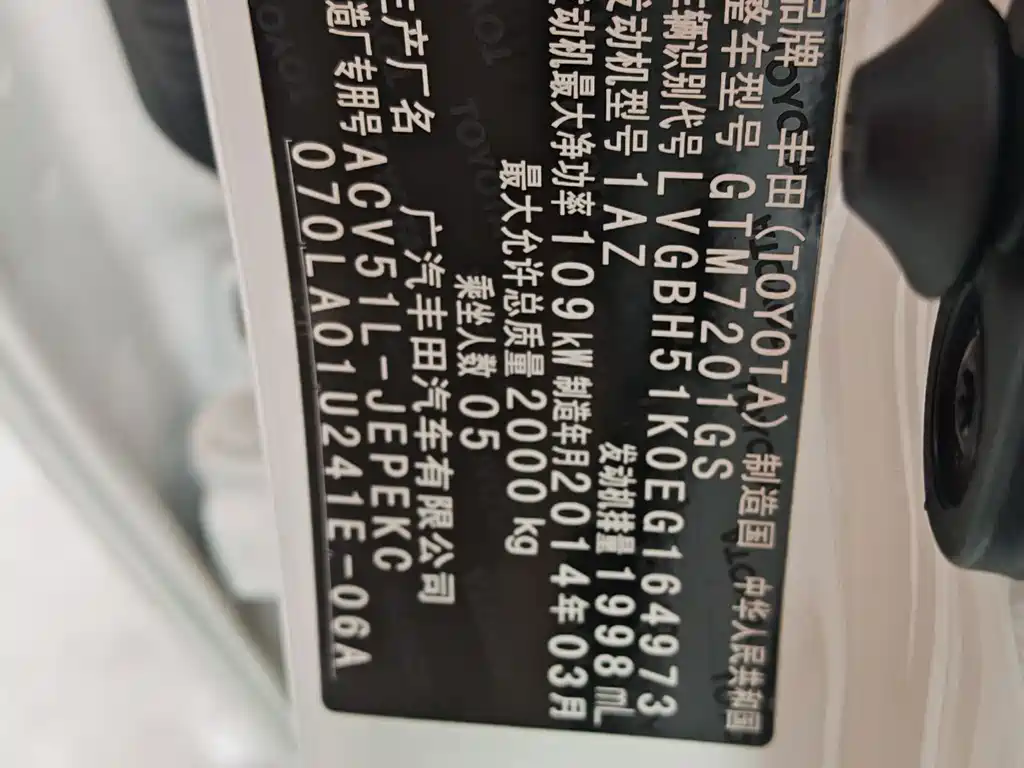 品牌 丰田(TOYOTA) 制造国 中华人民共和国
整车型号 GTM7201GS
车辆识别代号 LVGBH51K0EG164973
发动机型号 1AZ 发动机排量 1998 mL
发动机最大净功率 109kW 制造年月 2014年03月
最大允许总质量 2000 kg
乘坐人数 05
生产厂名 广汽丰田汽车有限公司
制造厂专用号 ACV51L-JEPEKC
070LA01U241E-06A